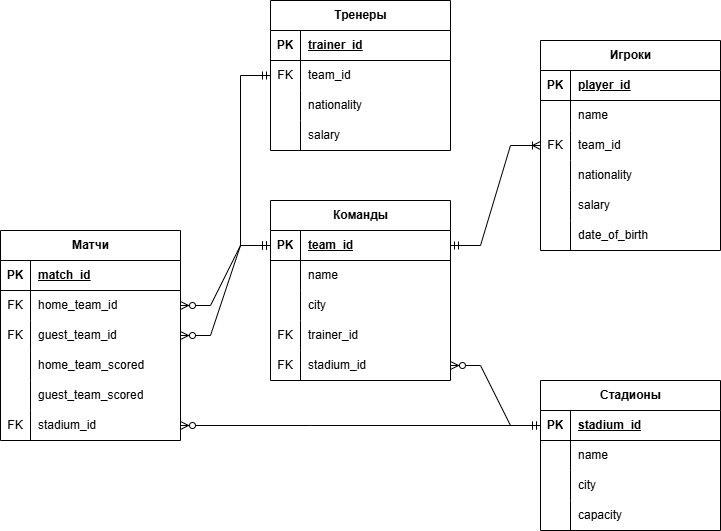 Тренеры
PK trainer_id
FK team_id
nationality
salary
Игроки
PK player_id
name
FK team_id
nationality
salary
date_of_birth
Команды
PK team_id
name
city
FK trainer_id
FK stadium_id
Матчи
PK match_id
FK home_team_id
FK guest_team_id
home_team_scored
guest_team_scored
FK stadium_id
Стадионы
PK stadium_id
name
city
capacity